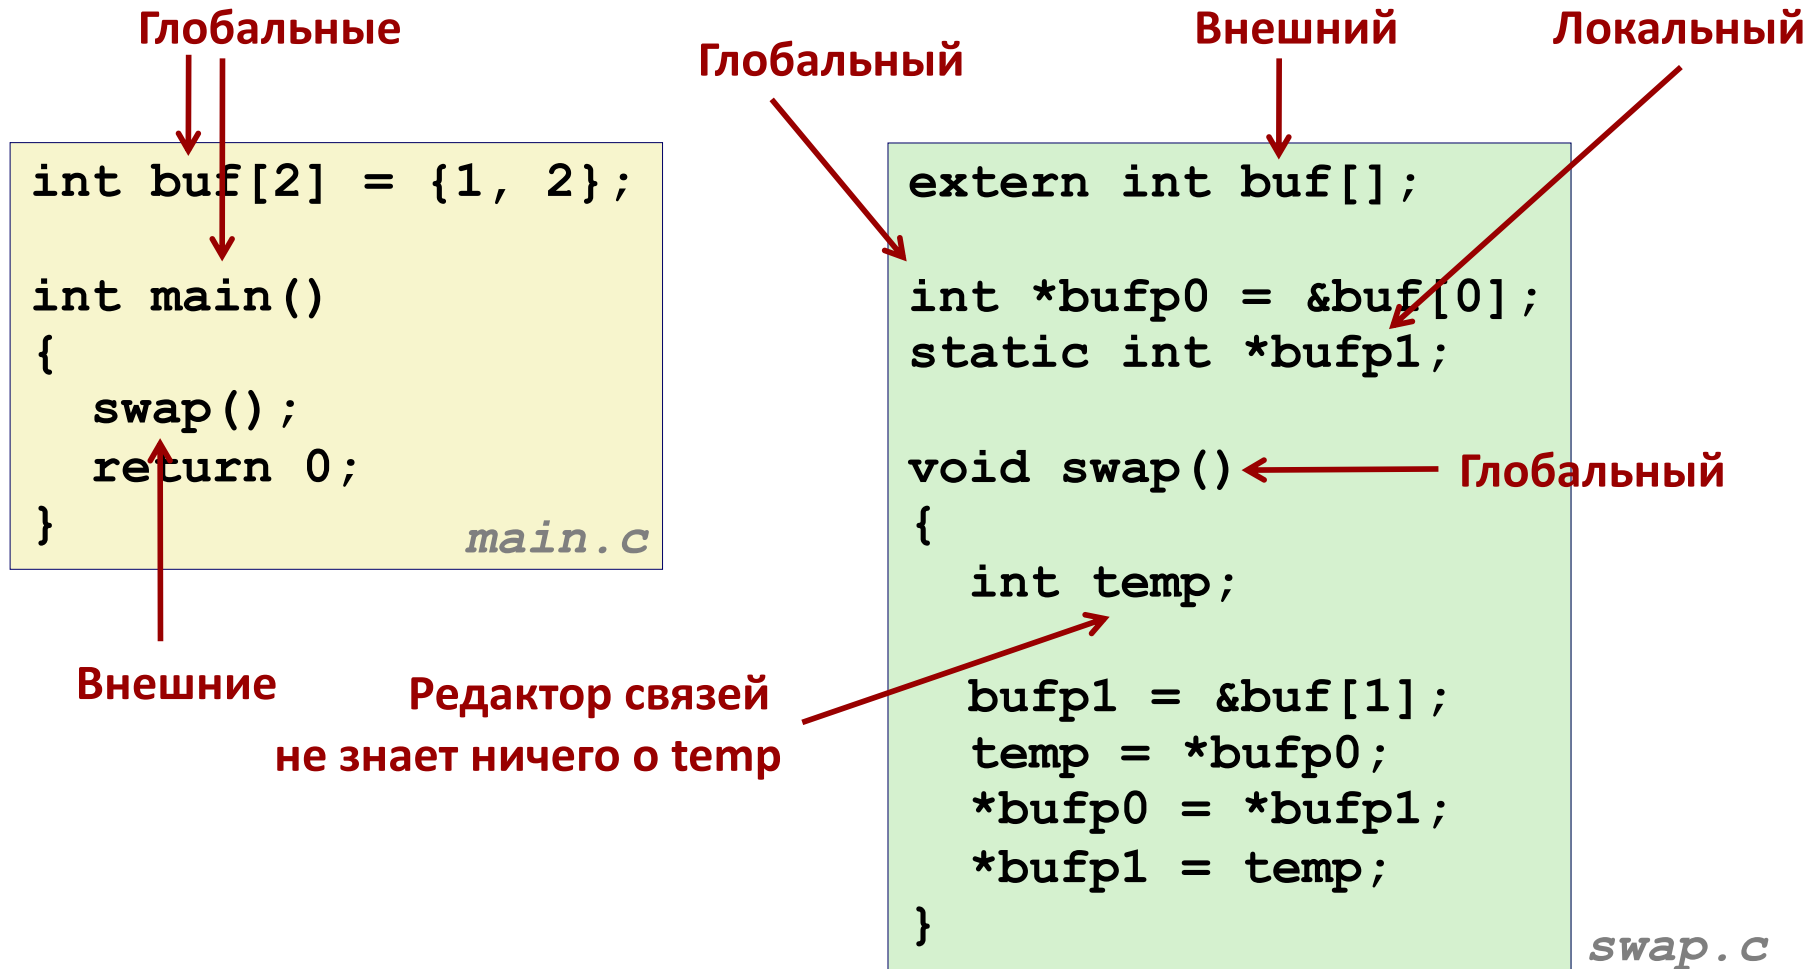 Глобальные
int buf[2] = {1, 2};
int main()
{
swap();
return 0;
}
main.c
Внешние
Редактор связей
не знает ничего о temp
Глобальный
Внешний
Локальный
extern int buf[];
int *bufp0 = &buf[0];
static int *bufp1;
void swap()
Глобальный
{
int temp;
bufp1 = &buf[1];
temp = *bufp0;
*bufp0 = *bufp1;
*bufp1 = temp;
}
swap.c